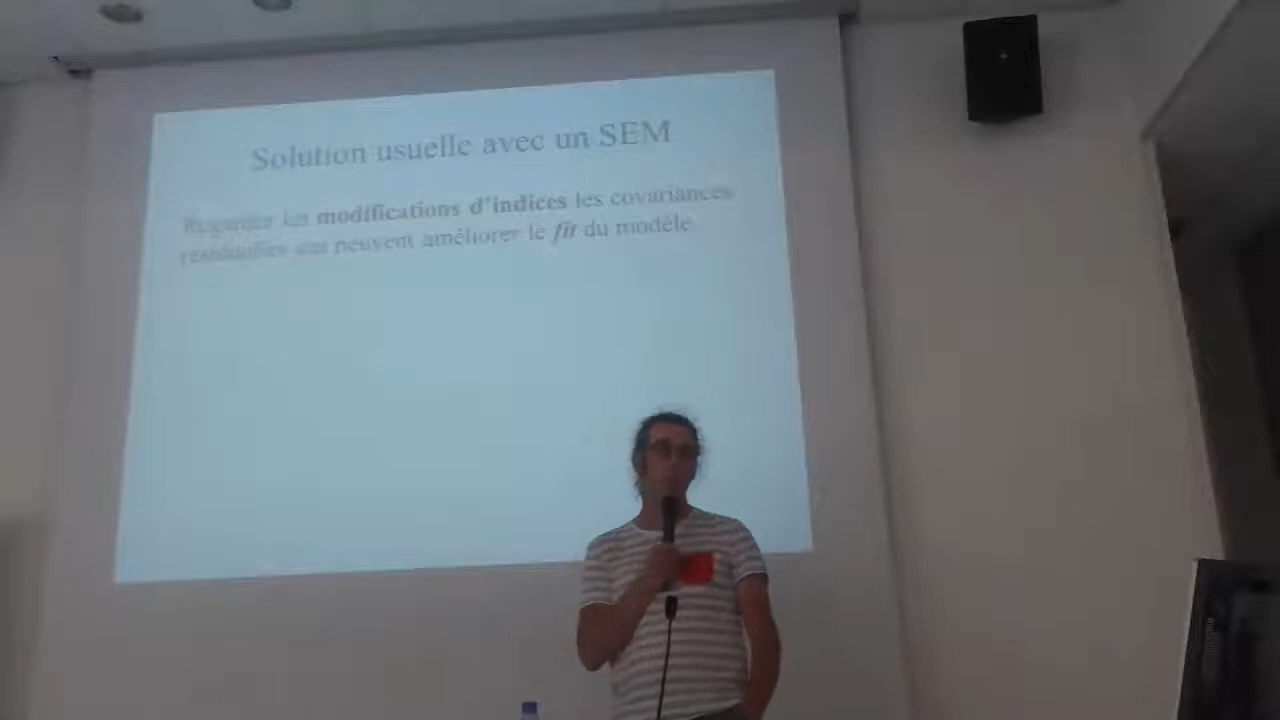 Solution usuelle avec un SEM
Regarder les modifications d'indices les covariances
résiduelles qui peuvent améliorer le fit du modèle.